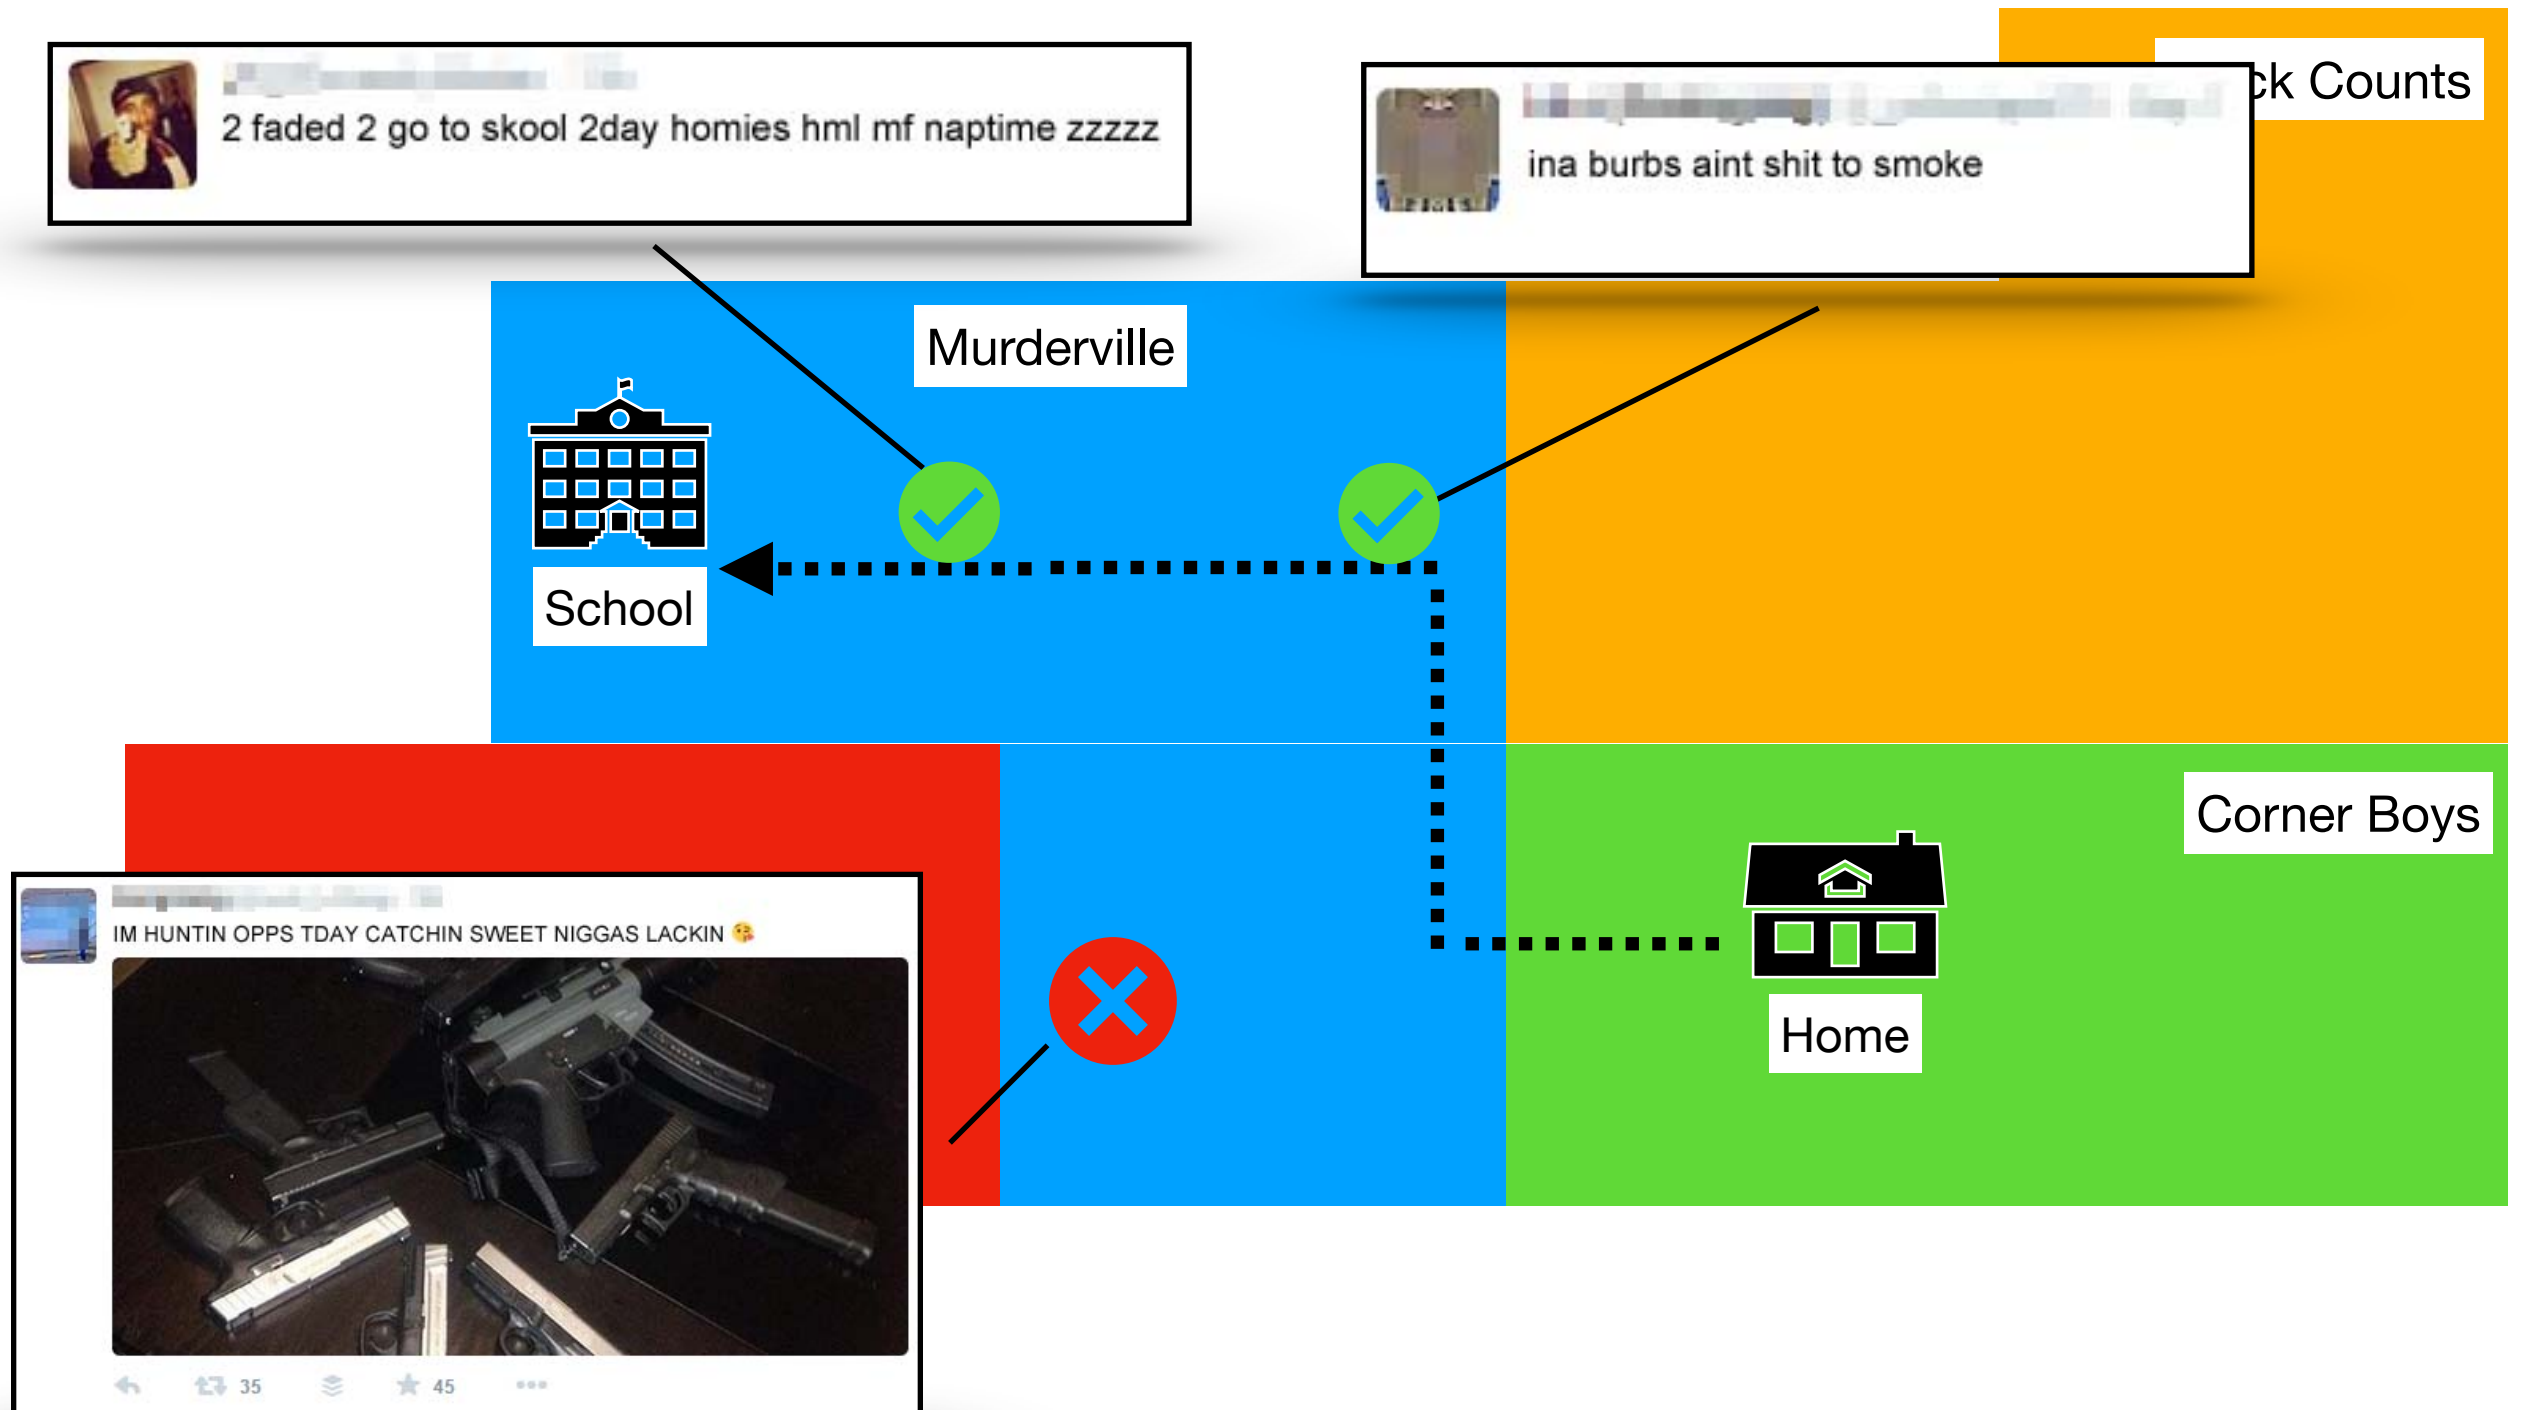 2 faded 2 go to skool 2day homies hml mf naptime zzzzz
ck Counts
ina burbs aint shit to smoke
Murderville
School
Corner Boys
Home
IM HUNTIN OPPS TDAY CATCHIN SWEET NIGGAS LACKIN 😘
35
45